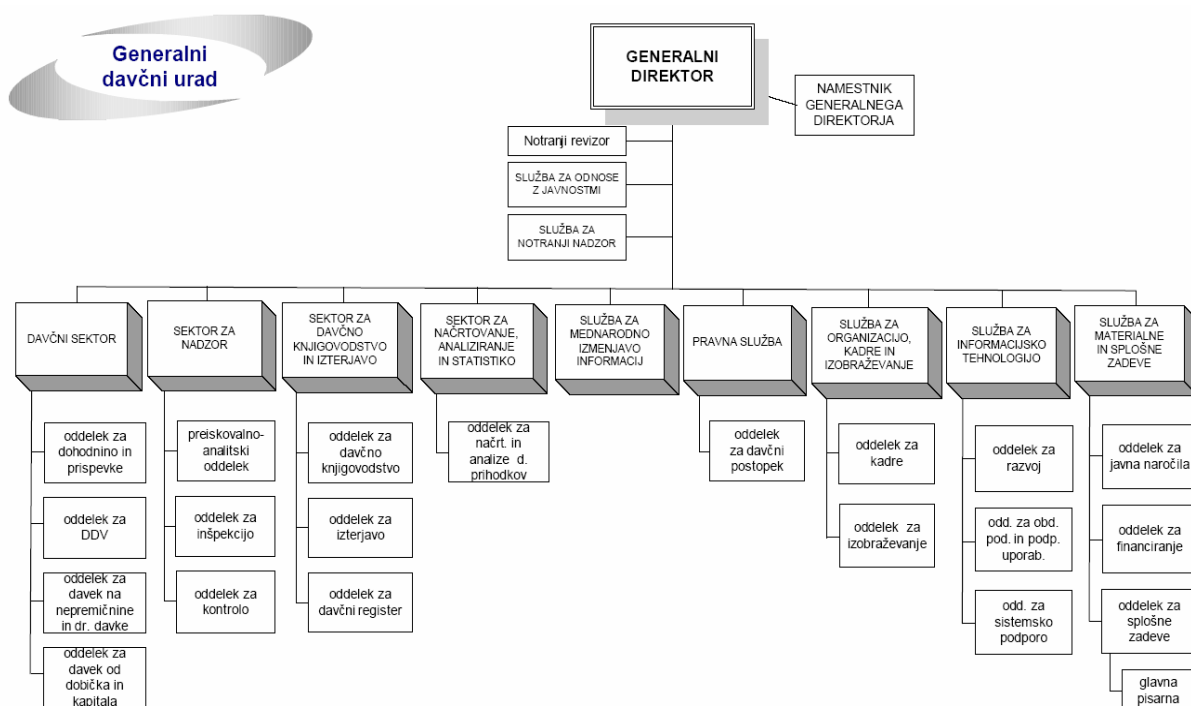 Generalni
davčni urad
GENERALNI
DIREKTOR
NAMESTNIK
GENERALNEGA
DIREKTORJA
Notranji revizor
SLUŽBA ZA ODNOSE
Z JAVNOSTMI
SLUŽBA ZA
NOTRANJI NADZOR
DAVČNI SEKTOR
SEKTOR ZA
NADZOR
SEKTOR ZA
DAVČNO
KNJIGOVODSTVO
IN IZTERJAVO
SEKTOR ZA
NAČRTOVANJE,
ANALIZIRANJE
IN STATISTIKO
SLUŽBA ZA
MEDNARODNO
IZMENJAVO
INFORMACIJ
PRAVNA SLUŽBA
SLUŽBA ZA
ORGANIZACIJO,
KADRE IN
IZOBRAŽEVANJE
SLUŽBA ZA
INFORMACIJSKO
TEHNOLOGIJO
SLUŽBA ZA
MATERIALNE
IN SPLOŠNE
ZADEVE
oddelek za
dohodnino in
prispevke
oddelek za
DDV
oddelek za
davek na
nepremičnine
in dr. davke
oddelek za
davek od
dobička in
kapitala
preiskovalno-
analitski
oddelek
oddelek za
inšpekcijo
oddelek za
kontrolo
oddelek za
davčno
knjigovodstvo
oddelek za
izterjavo
oddelek za
davčni register
oddelek za
načrt. in
analize d.
prihodkov
oddelek
za davčni
postopek
oddelek za
kadre
oddelek za
izobraževanje
oddelek za
razvoj
odd. za obd.
pod. in podp.
uporab.
odd. za
sistemsko
podporo
oddelek za
javna naročila
oddelek za
financiranje
oddelek za
splošne
zadeve
glavna
pisarna